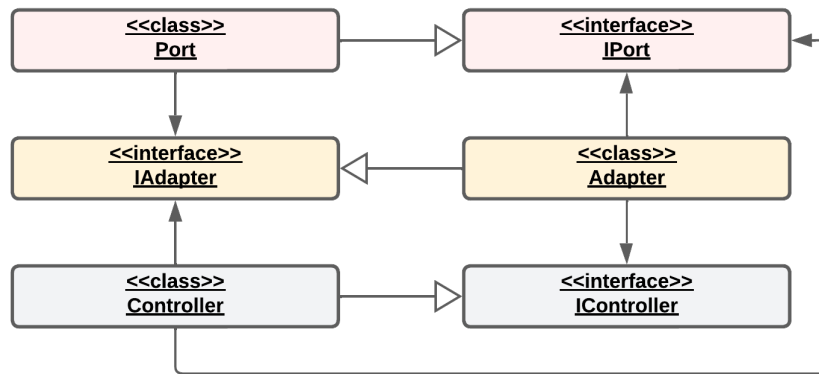 <<class>>
Port
<<interface>>
IPort
<<interface>>
IAdapter
<<class>>
Adapter
<<class>>
Controller
<<interface>>
IController